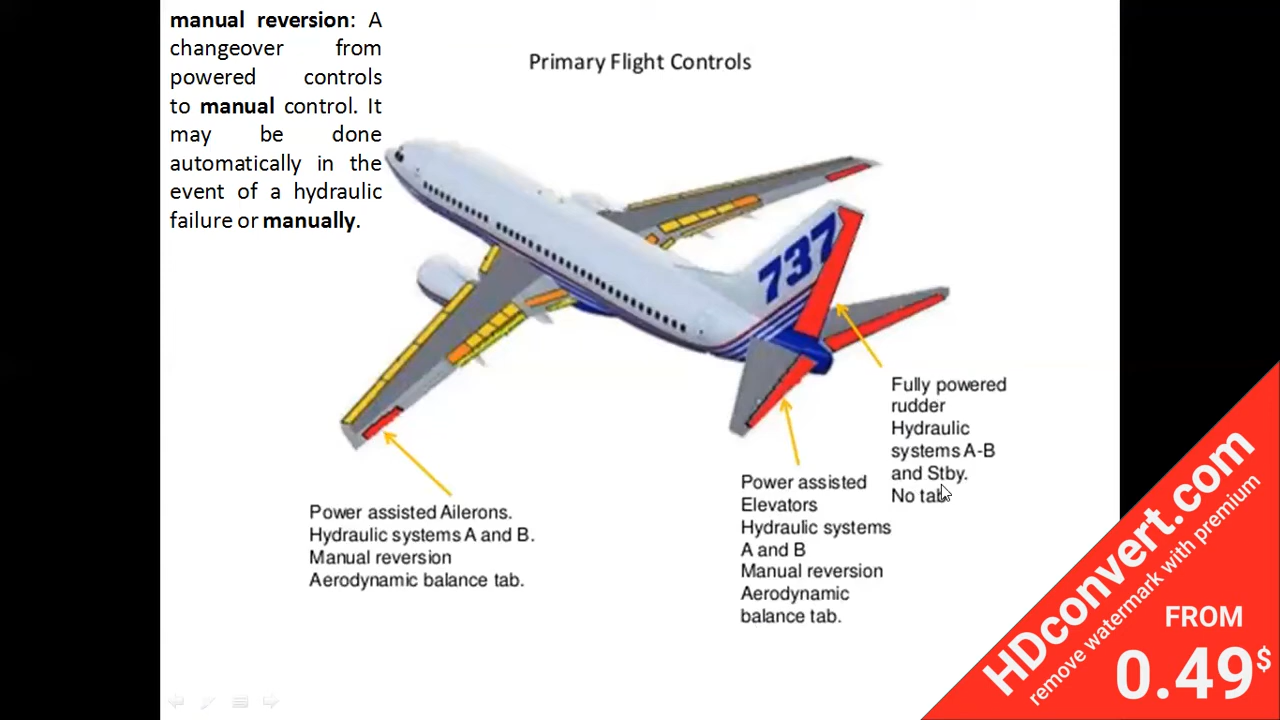 manual reversion: A
changeover from
powered controls
to manual control. It
may be done
automatically in the
event of a hydraulic
failure or manually.
Primary Flight Controls
737
Fully powered
rudder
Hydraulic
systems A-B
and Stby.
No tab
Power assisted
Elevators
Hydraulic systems
A and B
Manual reversion
Aerodynamic
balance tab.
Power assisted Ailerons.
Hydraulic systems A and B.
Manual reversion
Aerodynamic balance tab.
HDconvert.com
remove watermark with premium
FROM
0.49$